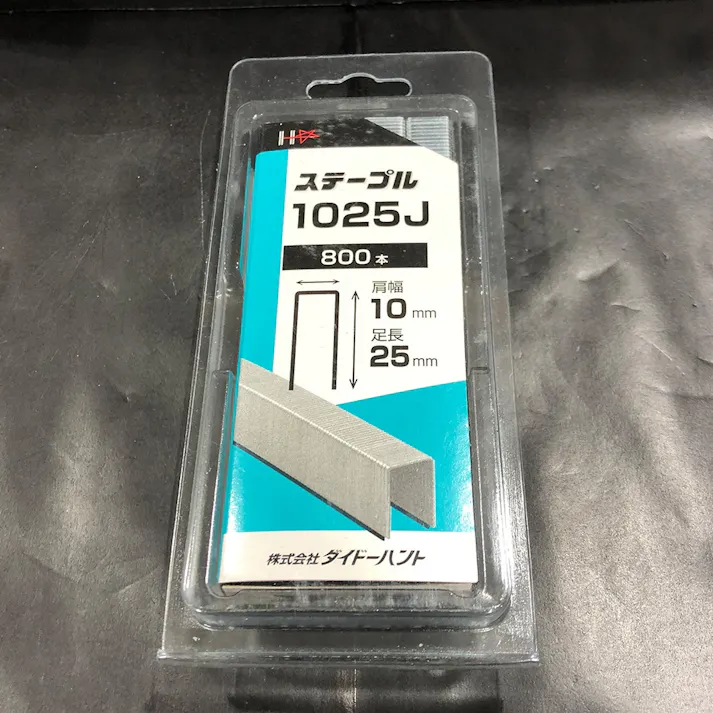 ステープル
1025J
800本
肩幅
10mm
足長
25mm
株式会社ダイドーハント